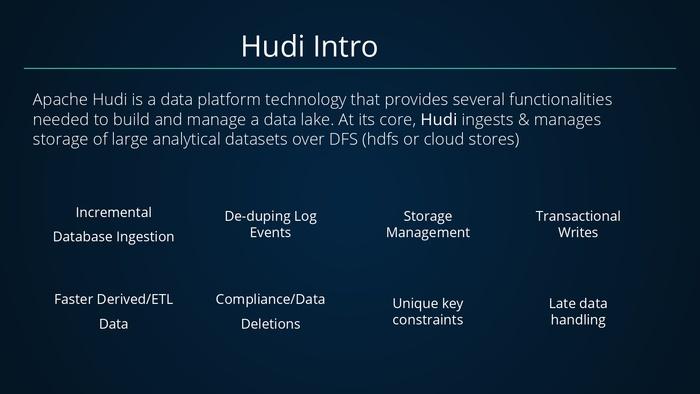 Hudi Intro
Apache Hudi is a data platform technology that provides several functionalities
needed to build and manage a data lake. At its core, Hudi ingests & manages
storage of large analytical datasets over DFS (hdfs or cloud stores)
Incremental
Database Ingestion
De-duping Log
Events
Storage
Management
Transactional
Writes
Faster Derived/ETL
Data
Compliance/Data
Deletions
Unique key
constraints
Late data
handling